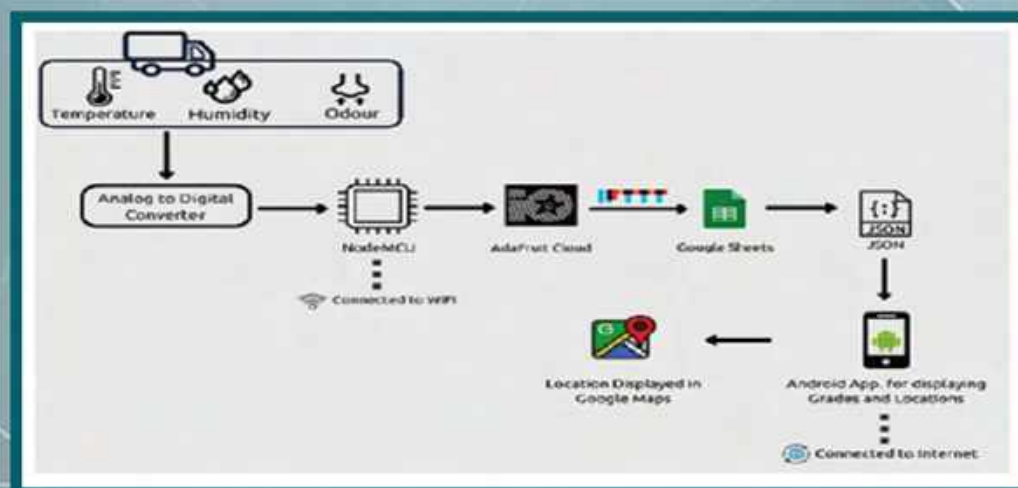 Temperature
Humidity
Odour
Analog to Digital
Converter
NodeMCU
Connected to WiFi
AdaFruit Cloud
IFTTT
Google Sheets
{;}
JSON
JSON
Android App. for displaying
Grades and Locations
Connected to Internet
G
Location Displayed in
Google Maps